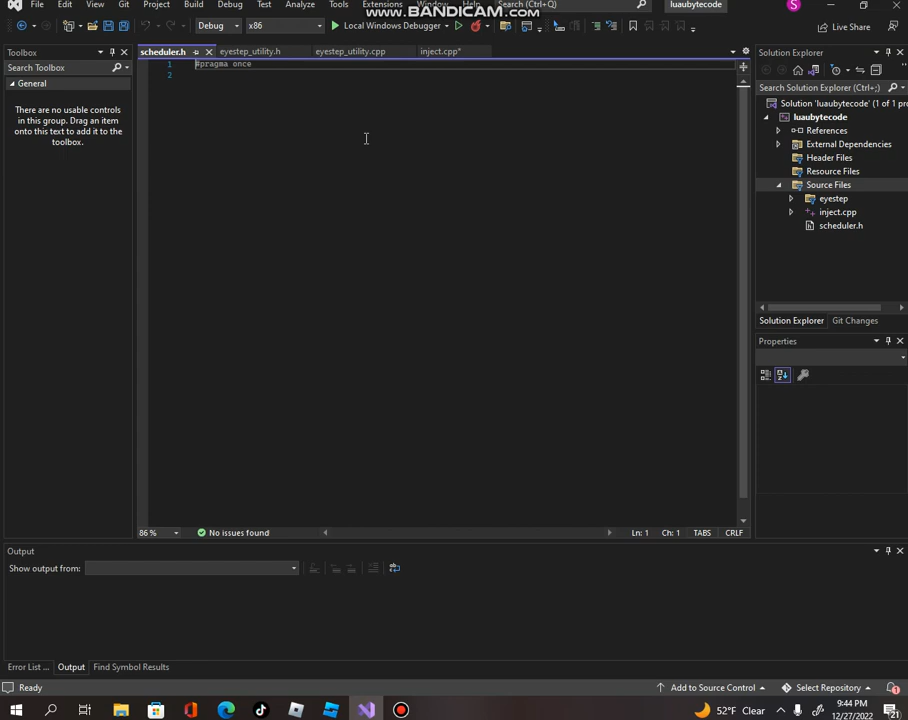 www.BANDICAM.com
File Edit View Git Project Build Debug Test Analyze Tools Extensions Window Help Search (Ctrl+Q) luaubytecode S
Debug x86 Local Windows Debugger Live Share
Toolbox
Search Toolbox
General
There are no usable controls
in this group. Drag an item
onto this text to add it to the
toolbox.
scheduler.h eyestep_utility.h eyestep_utility.cpp inject.cpp*
1 #pragma once
2
86 % No issues found Ln: 1 Ch: 1 TABS CRLF
Solution Explorer
Search Solution Explorer (Ctrl+;)
Solution 'luaubytecode' (1 of 1 pr
luaubytecode
References
External Dependencies
Header Files
Resource Files
Source Files
eyestep
inject.cpp
scheduler.h
Solution Explorer Git Changes
Properties
Output
Show output from:
Error List ... Output Find Symbol Results
Ready Add to Source Control Select Repository 1
52°F Clear 9:44 PM
12/27/2022 21